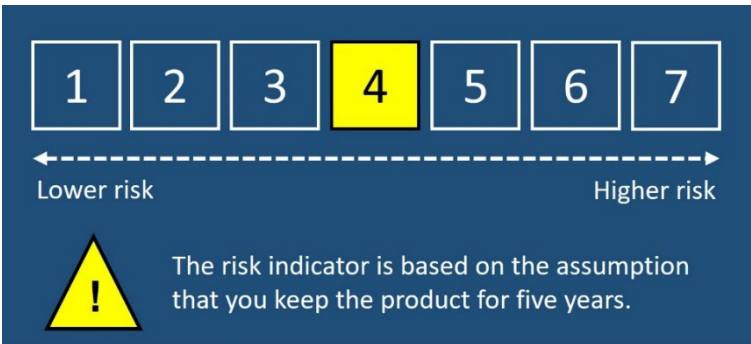 1 2 3 4 5 6 7
Lower risk Higher risk
! The risk indicator is based on the assumption
that you keep the product for five years.